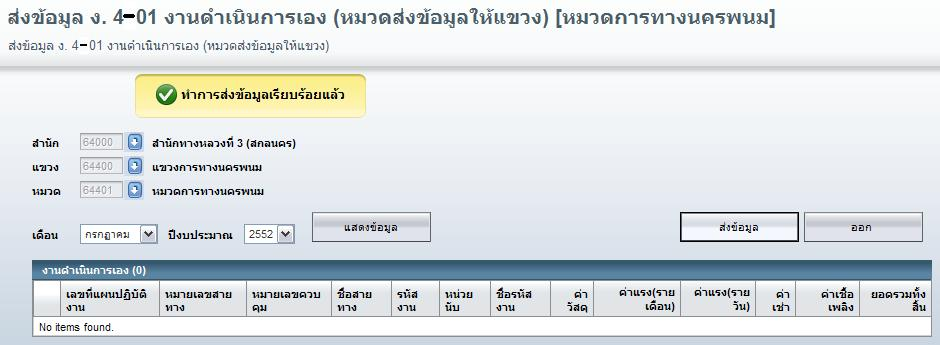 ส่งข้อมูล ง. 4-01 งานดำเนินการเอง (หมวดส่งข้อมูลให้แขวง) [หมวดการทางนครพนม]
ส่งข้อมูล ง. 4-01 งานดำเนินการเอง (หมวดส่งข้อมูลให้แขวง)
ทำการส่งข้อมูลเรียบร้อยแล้ว
สำนัก 64000 สำนักทางหลวงที่ 3 (สกลนคร)
แขวง 64400 แขวงการทางนครพนม
หมวด 64401 หมวดการทางนครพนม
เดือน กรกฎาคม ปีงบประมาณ 2552 แสดงข้อมูล ส่งข้อมูล ออก
งานดำเนินการเอง (0)
เลขที่แผนปฏิบัติ หมายเลขสาย หมายเลขควบ ชื่อสาย รหัส หน่วย ชื่อรหัส ค่า ค่าแรง(ราย ค่าแรง(ราย ค่า ค่าเชื้อ ยอดรวมทั้ง
งาน ทาง คุม ทาง งาน นับ งาน วัสดุ เดือน) วัน) เช่า เพลิง สิ้น
No items found.